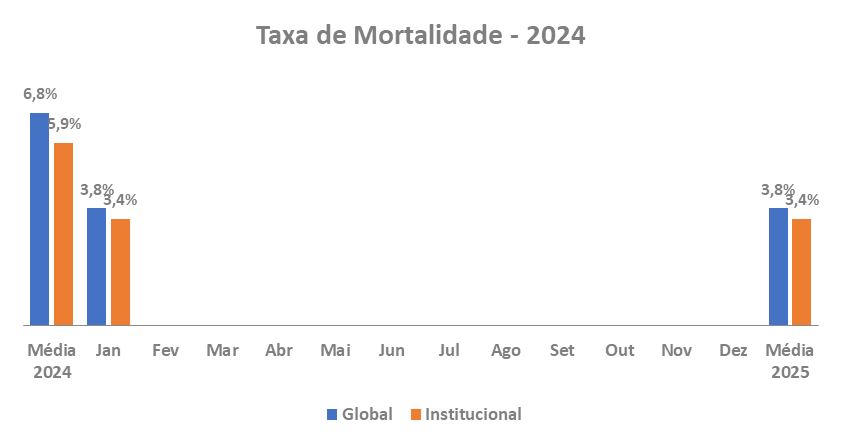 Taxa de Mortalidade - 2024
6,8%
5,9%
3,8%
3,4%
3,8%
3,4%
Média 2024 Jan Fev Mar Abr Mai Jun Jul Ago Set Out Nov Dez Média 2025
Global Institucional